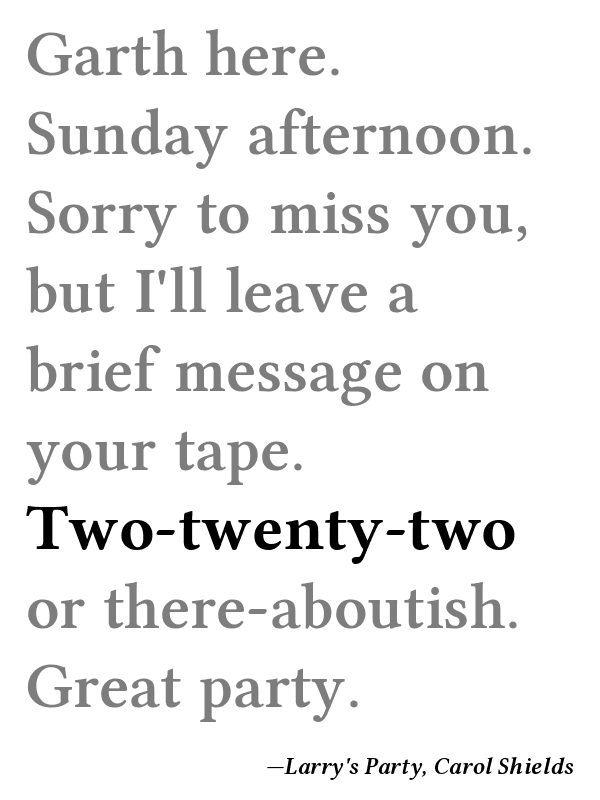 Garth here.
Sunday afternoon.
Sorry to miss you,
but I'll leave a
brief message on
your tape.
Two-twenty-two
or there-aboutish.
Great party.
—Larry's Party, Carol Shields